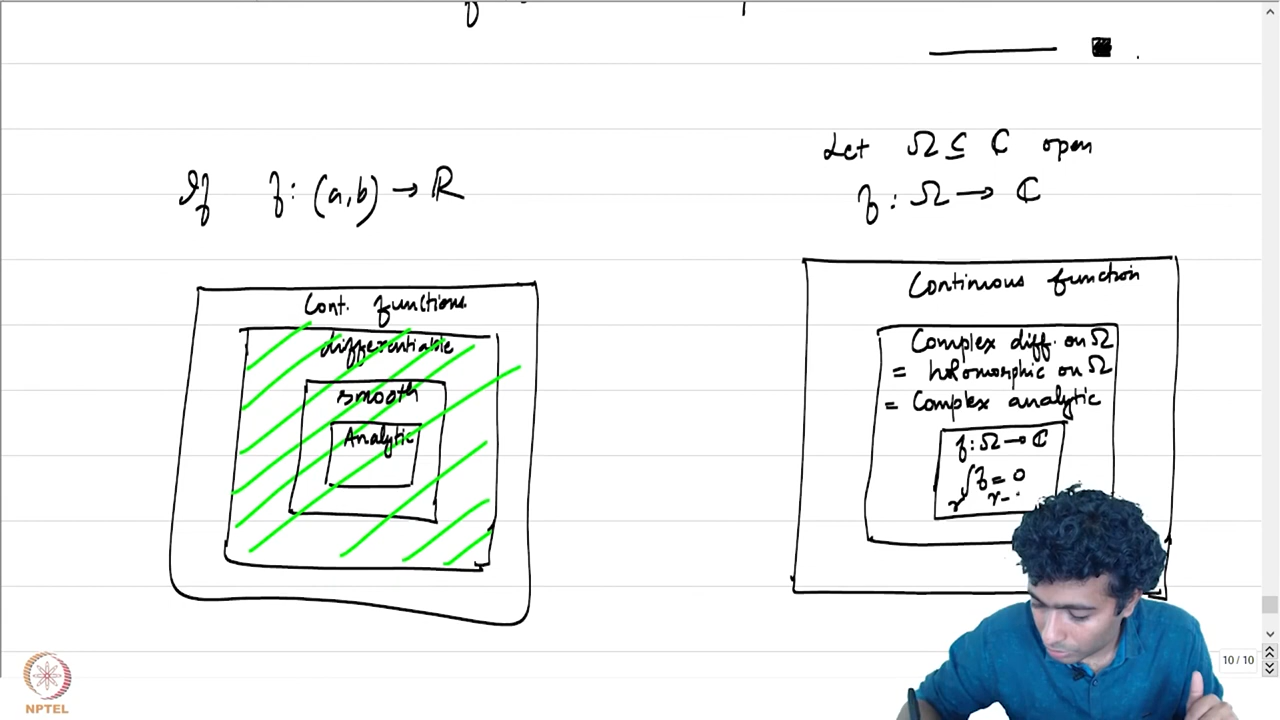 If f : (a,b) → ℝ
Cont. functions
differentiable
smooth
Analytic
Let Ω ⊆ ℂ open
f : Ω → ℂ
Continuous function
Complex diff. on Ω
= holomorphic on Ω
= Complex analytic
f : Ω → ℂ
∫ f = 0
γ
10 / 10
NPTEL